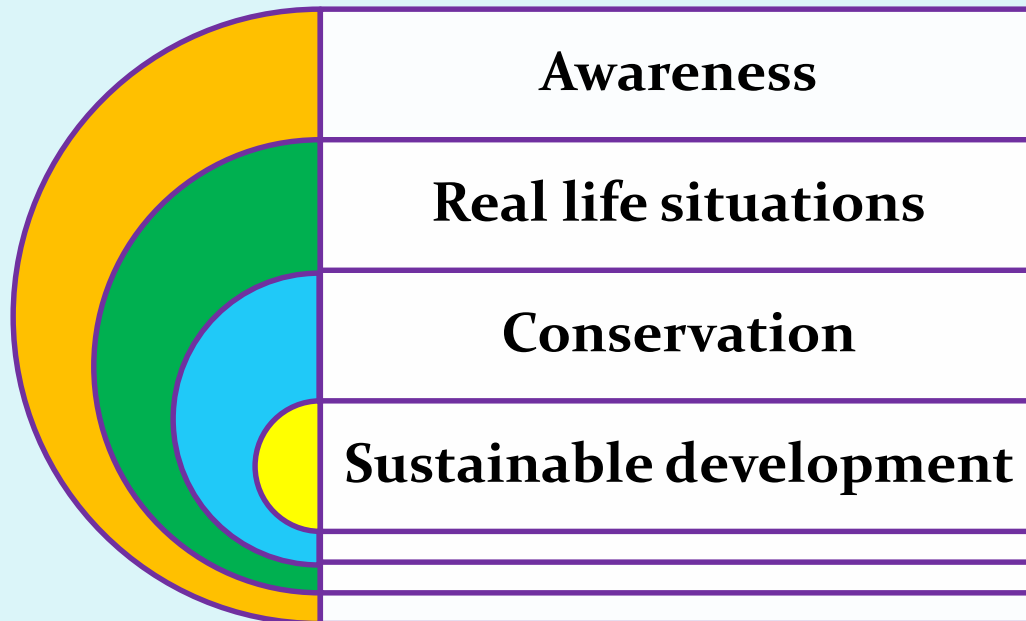 Awareness
Real life situations
Conservation
Sustainable development